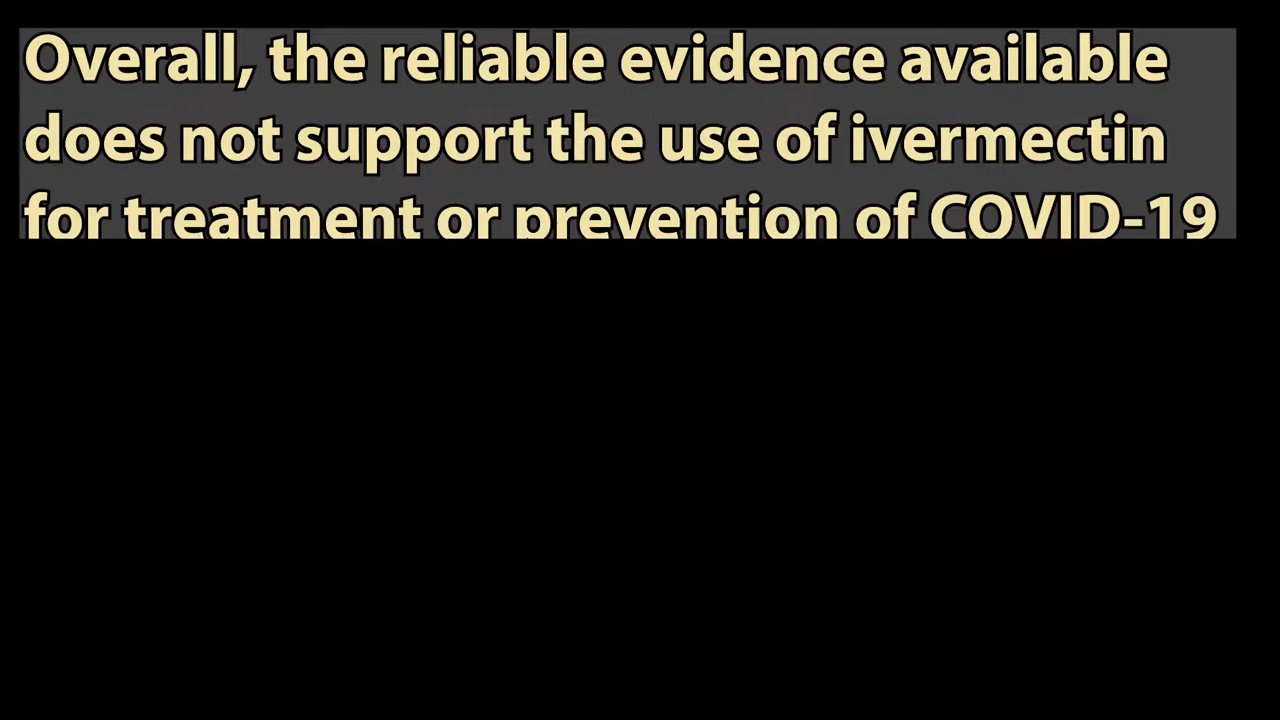 Overall, the reliable evidence available
does not support the use of ivermectin
for treatment or prevention of COVID-19